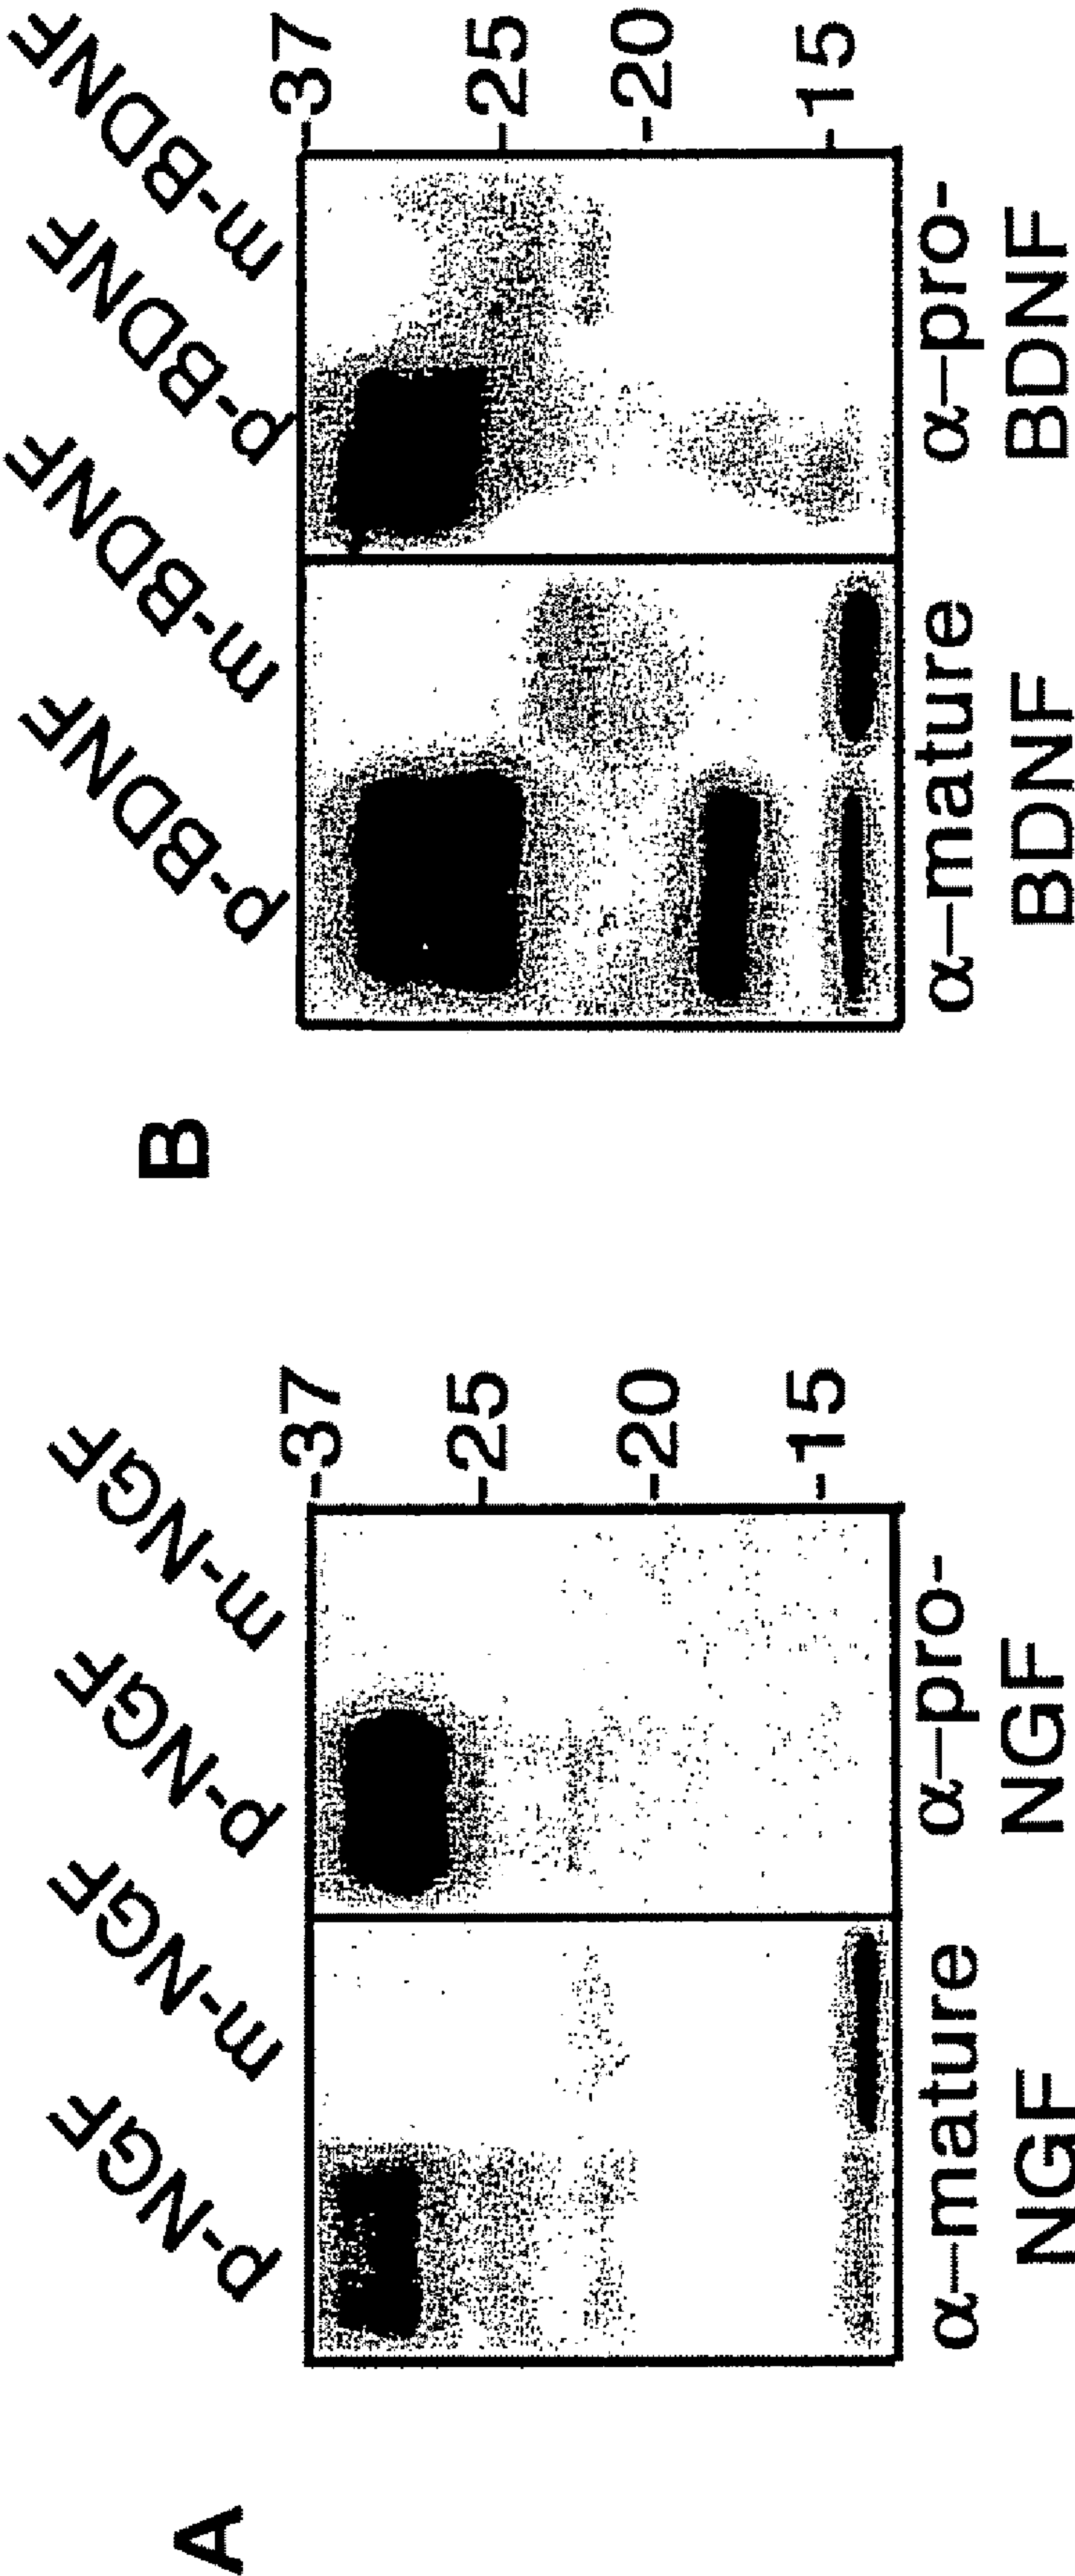 A
p-NGF m-NGF p-NGF m-NGF
-37
-25
-20
-15
α-mature NGF
α-pro-NGF
B
p-BDNF m-BDNF p-BDNF m-BDNF
-37
-25
-20
-15
α-mature BDNF
α-pro-BDNF